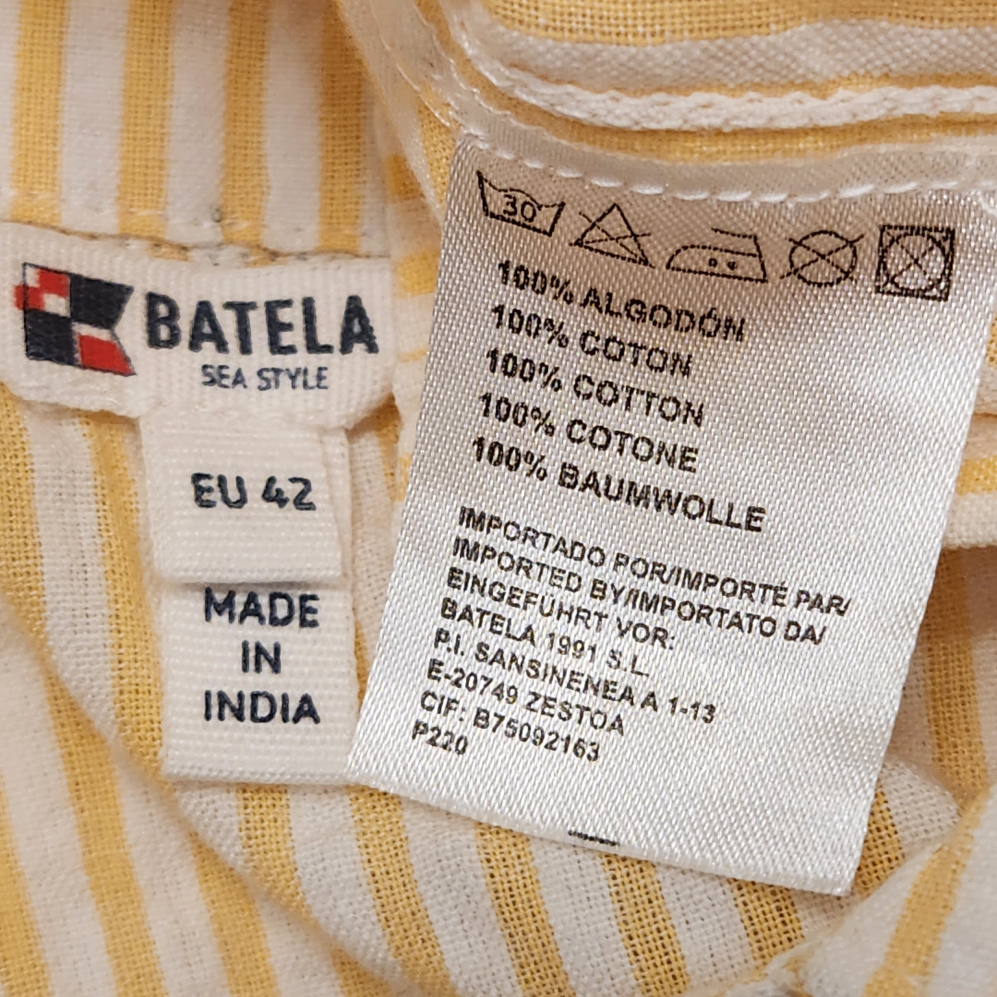 BATELA
SEA STYLE
EU 42
MADE
IN
INDIA
30
100% ALGODÓN
100% COTON
100% COTTON
100% COTONE
100% BAUMWOLLE
IMPORTADO POR/IMPORTÉ PAR/
IMPORTED BY/IMPORTATO DA/
EINGEFÜHRT VOR:
BATELA 1991 S.L.
P.I. SANSINENEA A 1-13
E-20749 ZESTOA
CIF: B75092163
P220